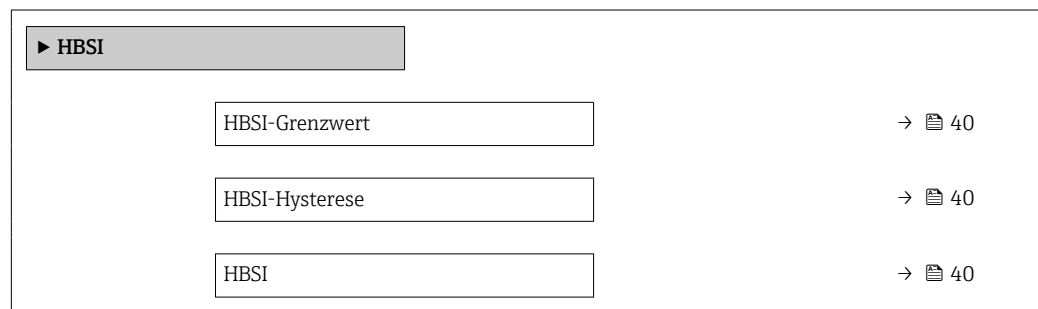 ▶ HBSI
HBSI-Grenzwert → 40
HBSI-Hysterese → 40
HBSI → 40